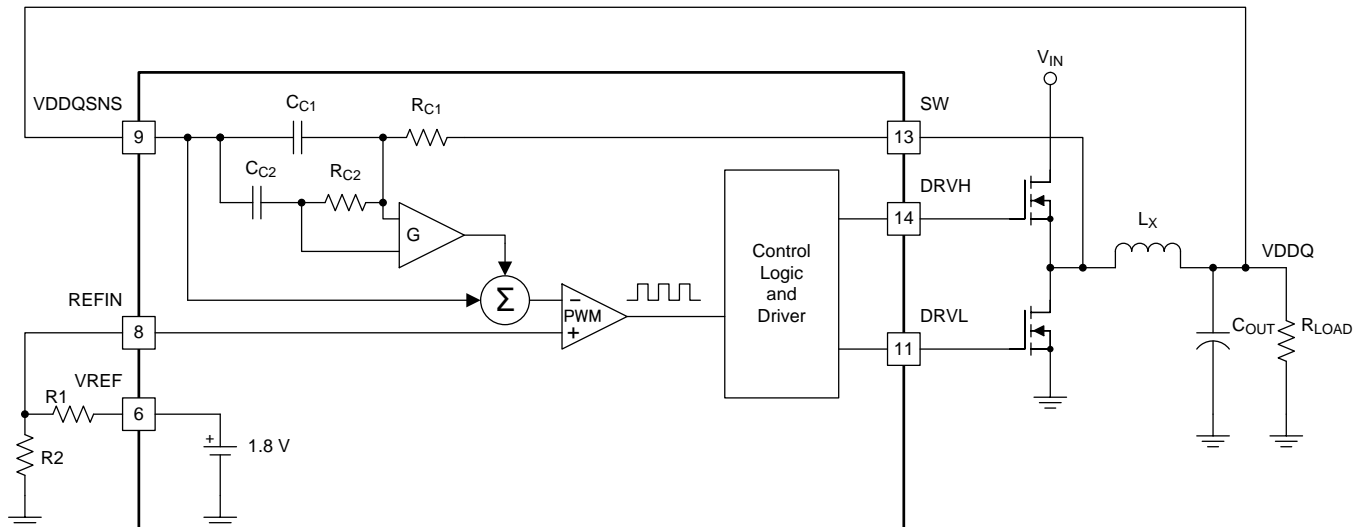 V_IN
VDDQSNS
C_C1
R_C1
SW
9
13
C_C2
R_C2
DRVH
14
G
L_X
VDDQ
Control
Logic
and
Driver
REFIN
Σ
−
PWM
+
8
DRVL
11
C_OUT
R_LOAD
VREF
R1
6
+
1.8 V
R2